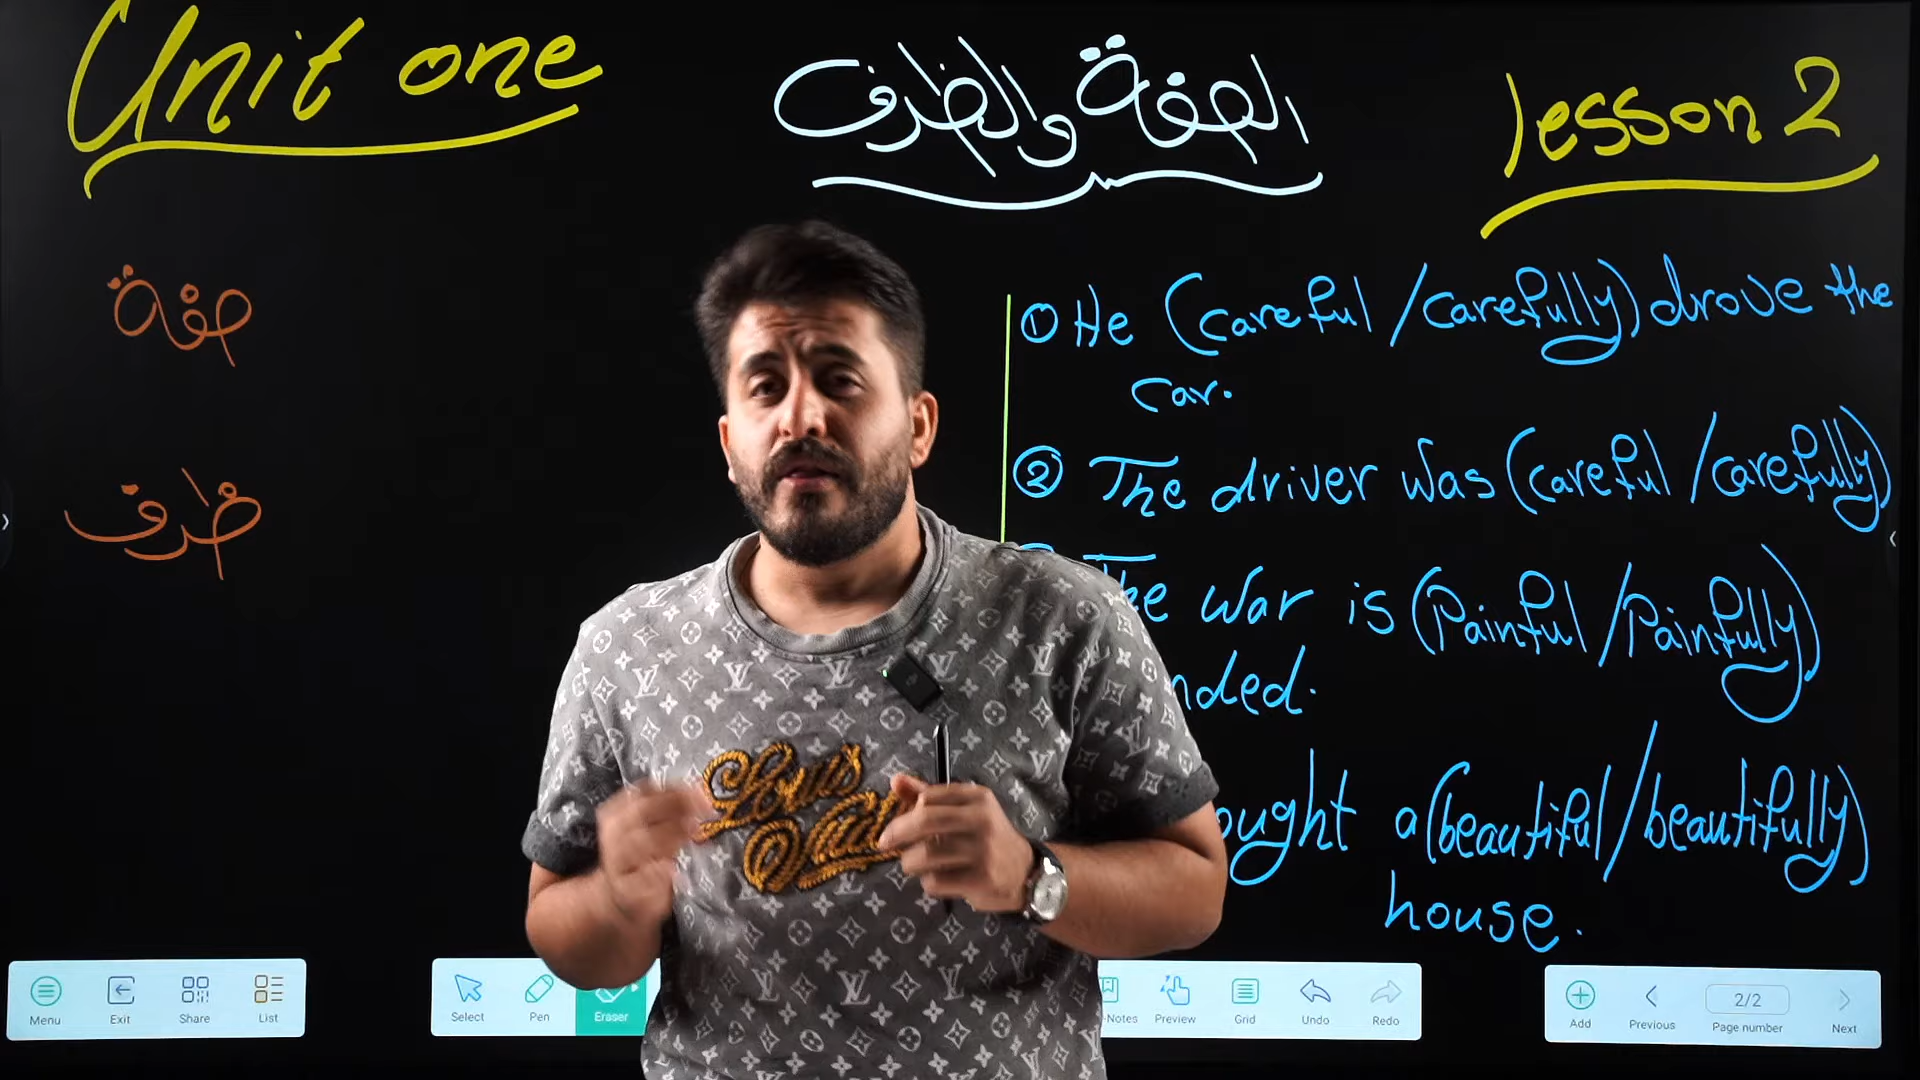 Unit one
الصفة والظرف
lesson 2
صفة
ظرف
① He (careful / carefully) drove the
car.
② The driver was (careful / carefully)
The war is (Painful / Painfully)
nded.
ought a (beautiful / beautifully)
house.
Louis
Menu
Exit
Share
List
Select
Pen
Eraser
-Notes
Preview
Grid
Undo
Redo
Add
Previous
2/2
Page number
Next